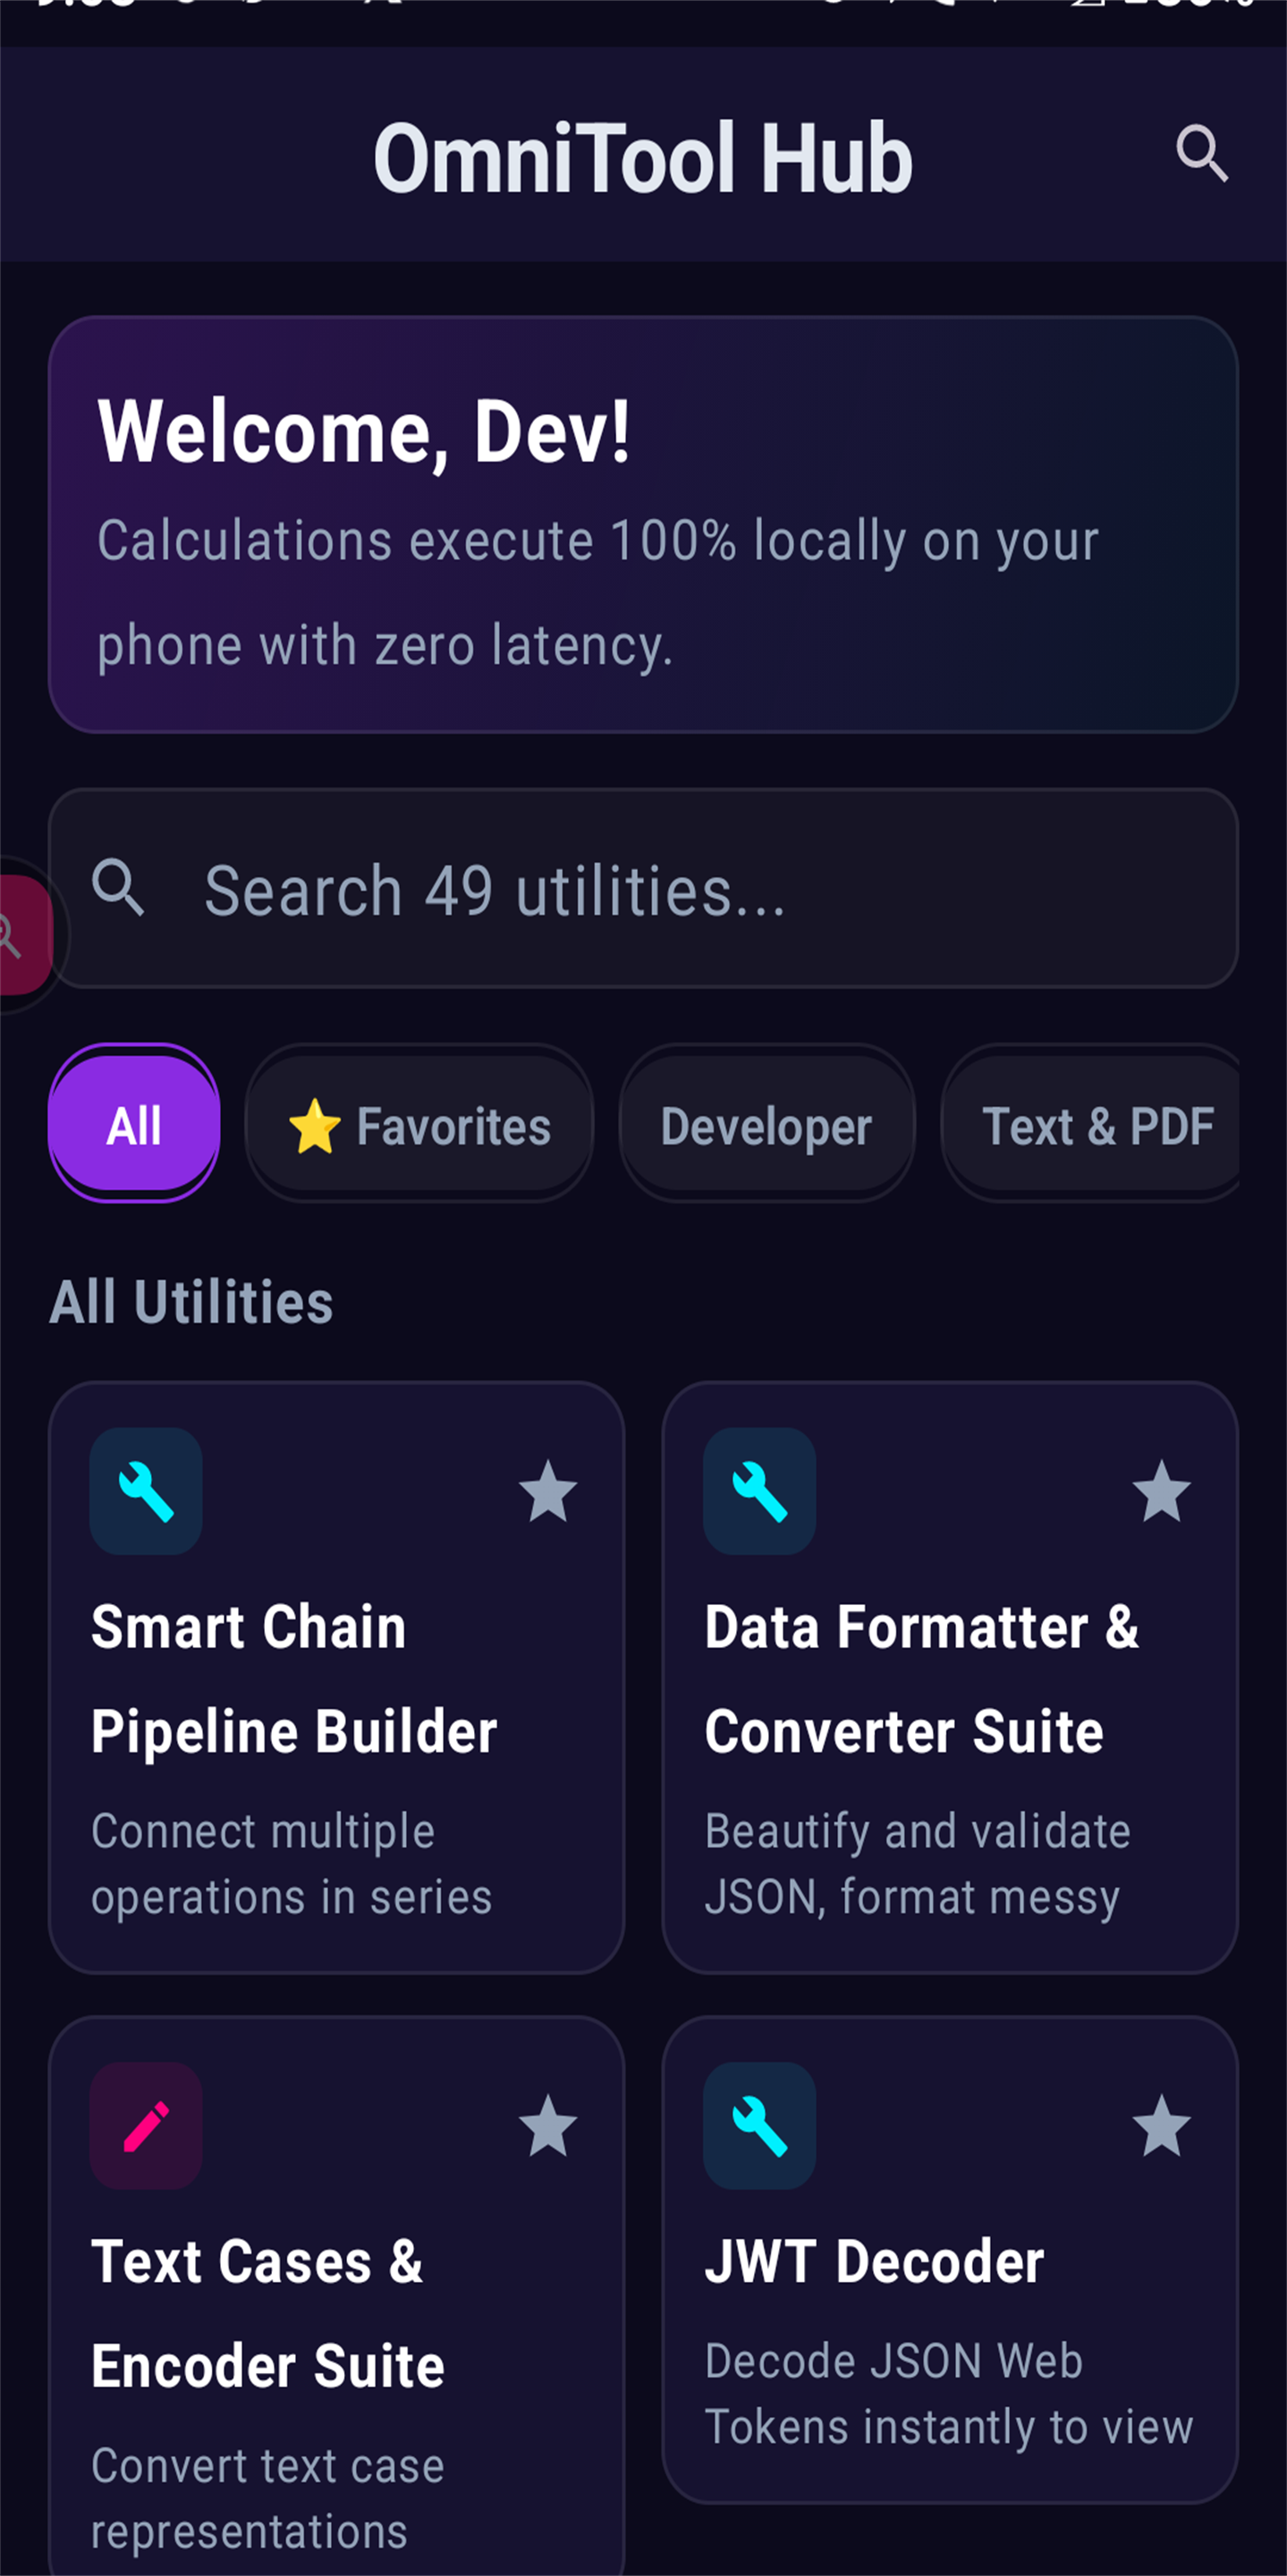 OmniTool Hub
Welcome, Dev!
Calculations execute 100% locally on your
phone with zero latency.
Search 49 utilities...
All
⭐ Favorites
Developer
Text & PDF
All Utilities
Smart Chain
Pipeline Builder
Connect multiple
operations in series
Data Formatter &
Converter Suite
Beautify and validate
JSON, format messy
Text Cases &
Encoder Suite
Convert text case
representations
JWT Decoder
Decode JSON Web
Tokens instantly to view